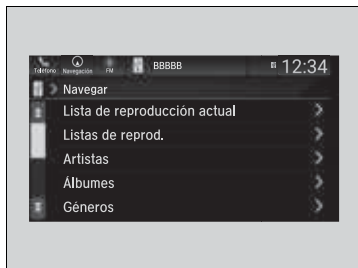 Teléfono Navegación FM BBBBB 12:34
Navegar
Lista de reproducción actual
Listas de reprod.
Artistas
Álbumes
Géneros